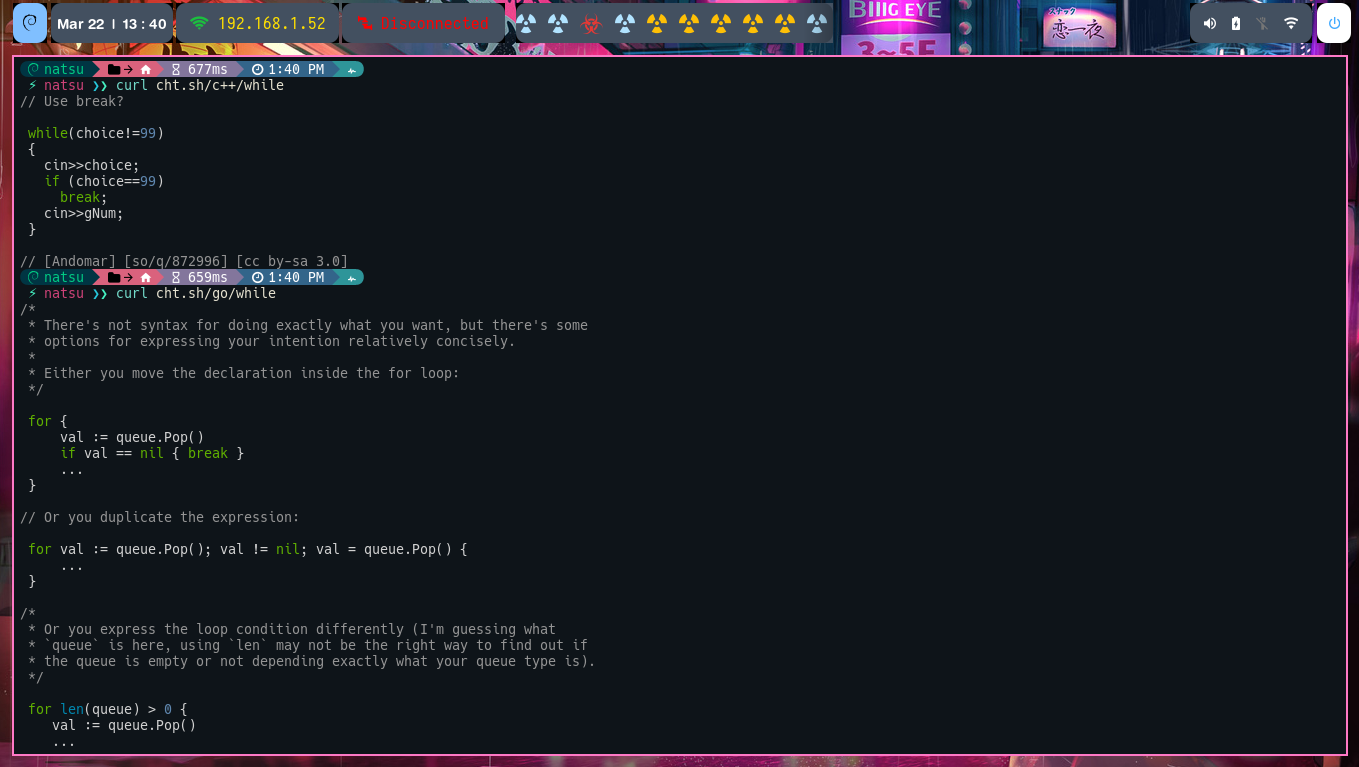 Mar 22 | 13:40
192.168.1.52
Disconnected
BIIIG EYE
3~5F
スナック
恋一夜
natsu 677ms 1:40 PM
natsu ❯❯ curl cht.sh/c++/while
// Use break?
while(choice!=99)
{
cin>>choice;
if (choice==99)
break;
cin>>gNum;
}
// [Andomar] [so/q/872996] [cc by-sa 3.0]
natsu 659ms 1:40 PM
natsu ❯❯ curl cht.sh/go/while
/*
* There's not syntax for doing exactly what you want, but there's some
* options for expressing your intention relatively concisely.
*
* Either you move the declaration inside the for loop:
*/
for {
val := queue.Pop()
if val == nil { break }
...
}
// Or you duplicate the expression:
for val := queue.Pop(); val != nil; val = queue.Pop() {
...
}
/*
* Or you express the loop condition differently (I'm guessing what
* `queue` is here, using `len` may not be the right way to find out if
* the queue is empty or not depending exactly what your queue type is).
*/
for len(queue) > 0 {
val := queue.Pop()
...